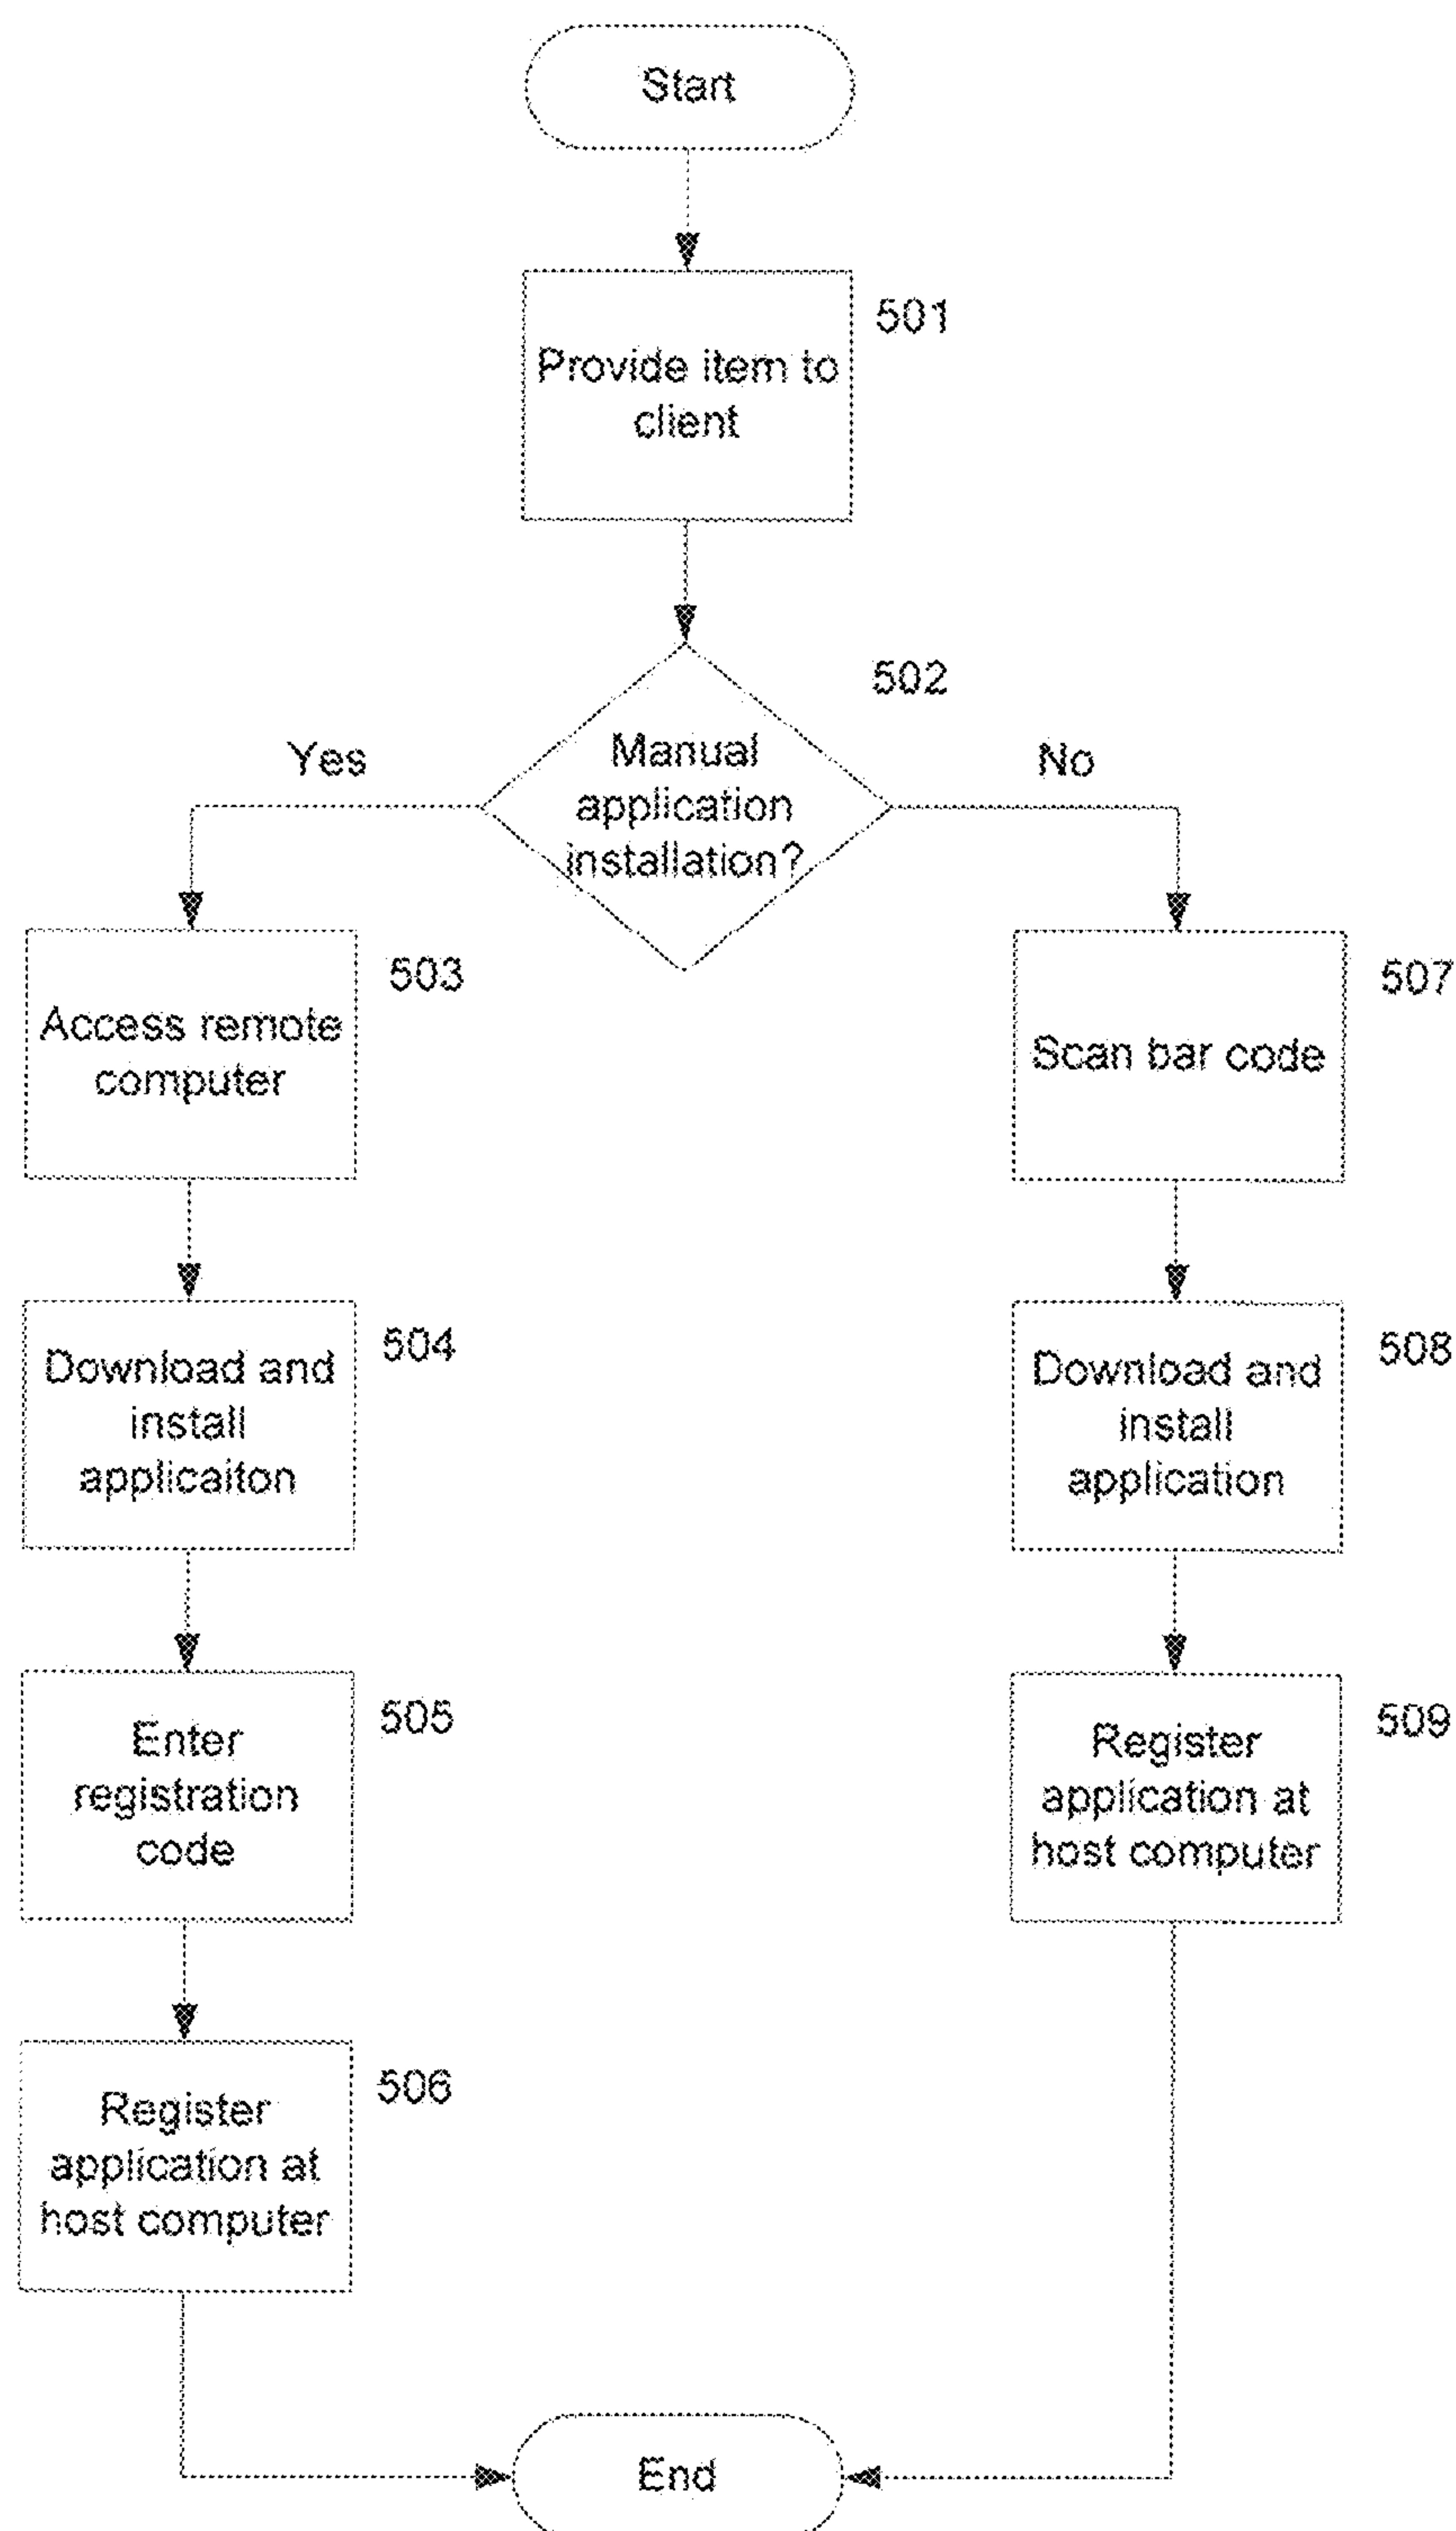 Start
501
Provide item to
client
502
Manual
application
installation?
Yes
No
503
Access remote
computer
504
Download and
install
applicaiton
505
Enter
registration
code
506
Register
application at
host computer
507
Scan bar code
508
Download and
install
application
509
Register
application at
host computer
End